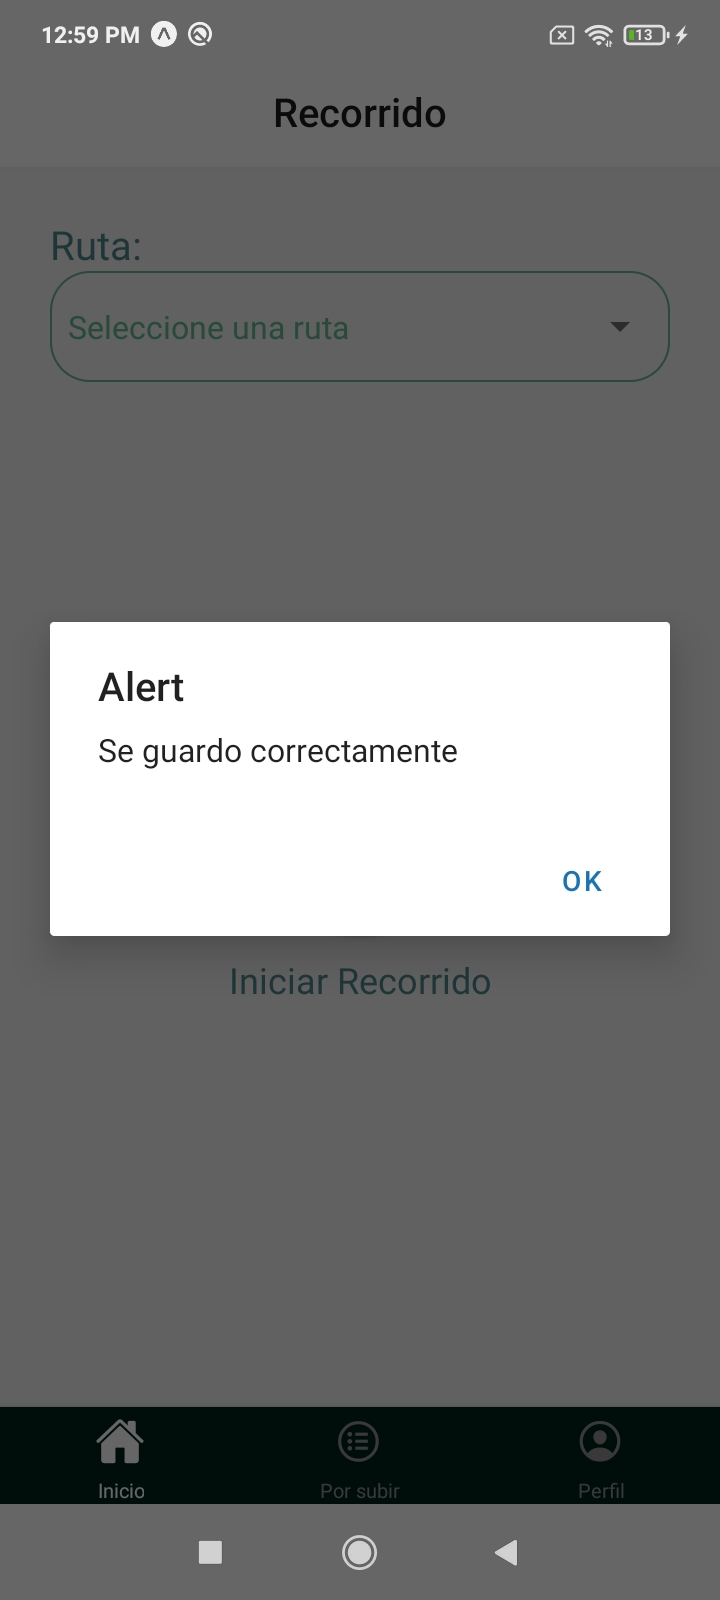 12:59 PM
13
Recorrido
Ruta:
Seleccione una ruta
Alert
Se guardo correctamente
OK
Iniciar Recorrido
Inicio
Por subir
Perfil